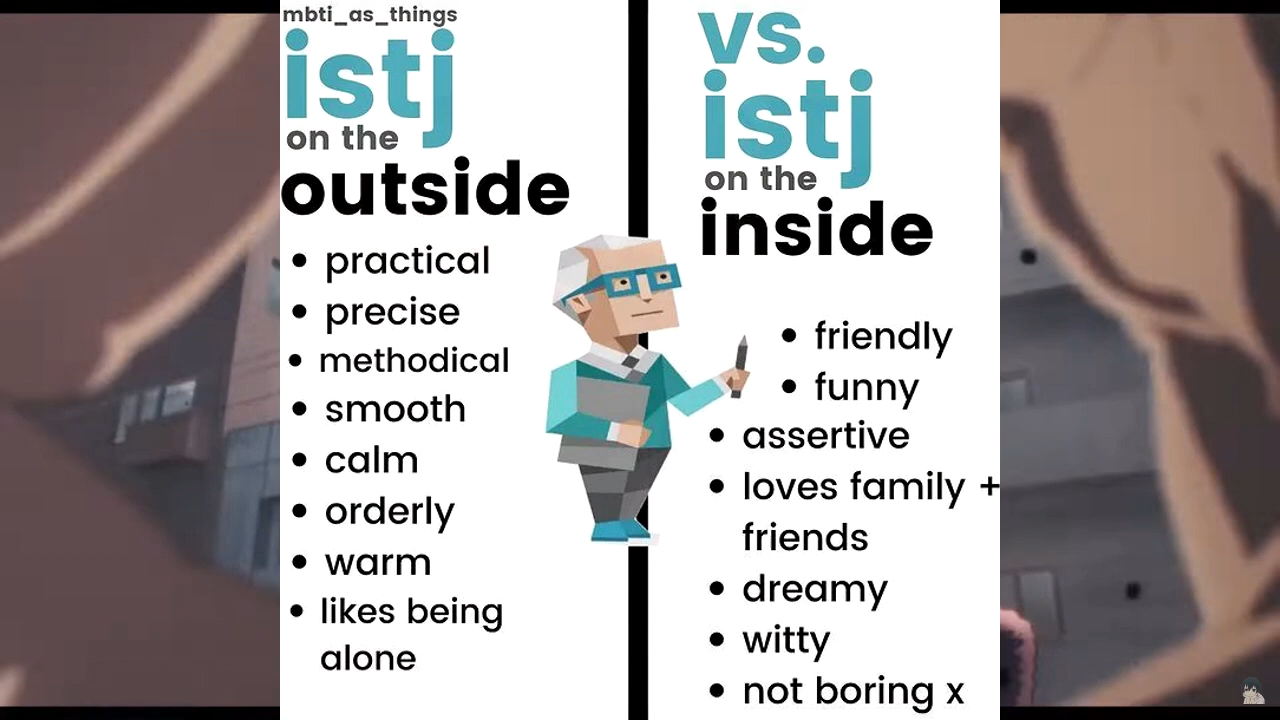 mbti_as_things
istj
on the
outside
• practical
• precise
• methodical
• smooth
• calm
• orderly
• warm
• likes being
alone
vs.
istj
on the
inside
• friendly
• funny
• assertive
• loves family +
friends
• dreamy
• witty
• not boring x